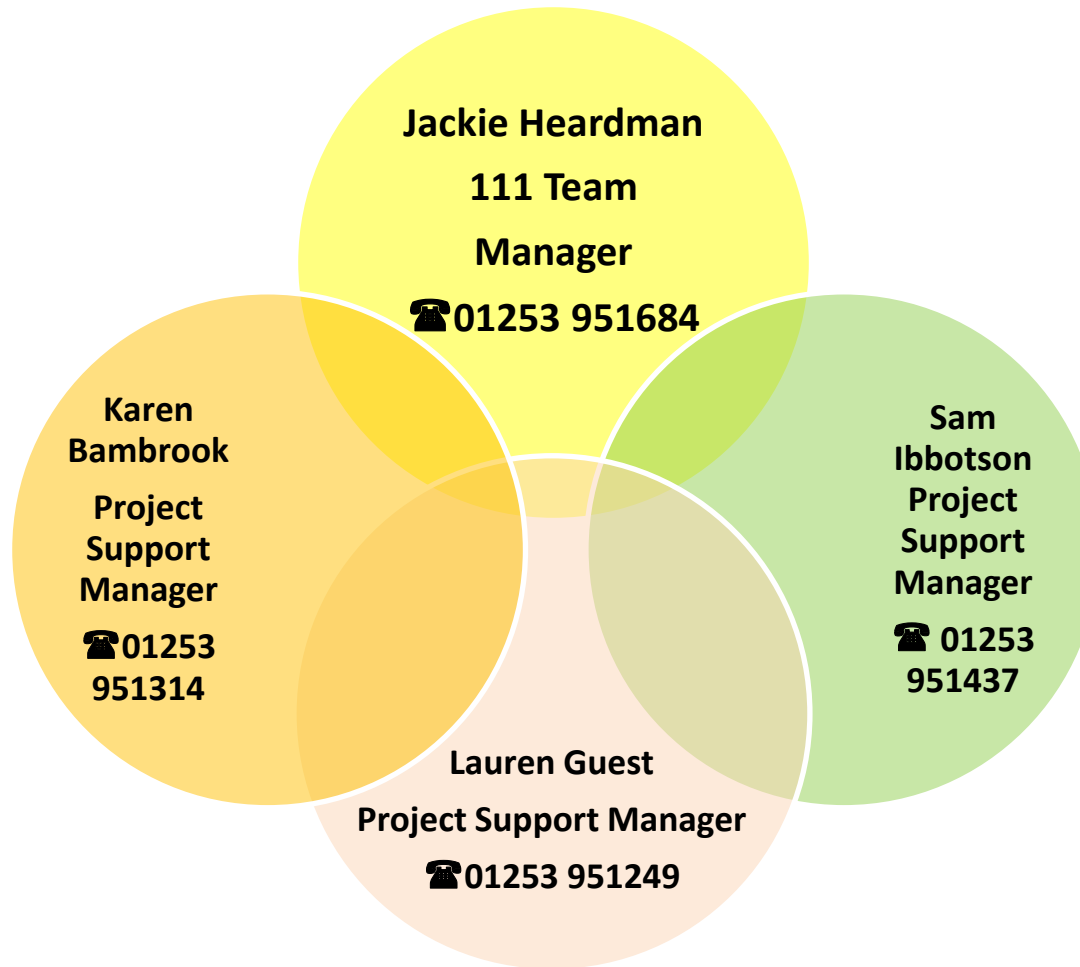 Jackie Heardman
111 Team
Manager
☎01253 951684
Karen
Bambrook
Project
Support
Manager
☎01253
951314
Sam
Ibbotson
Project
Support
Manager
☎ 01253
951437
Lauren Guest
Project Support Manager
☎01253 951249